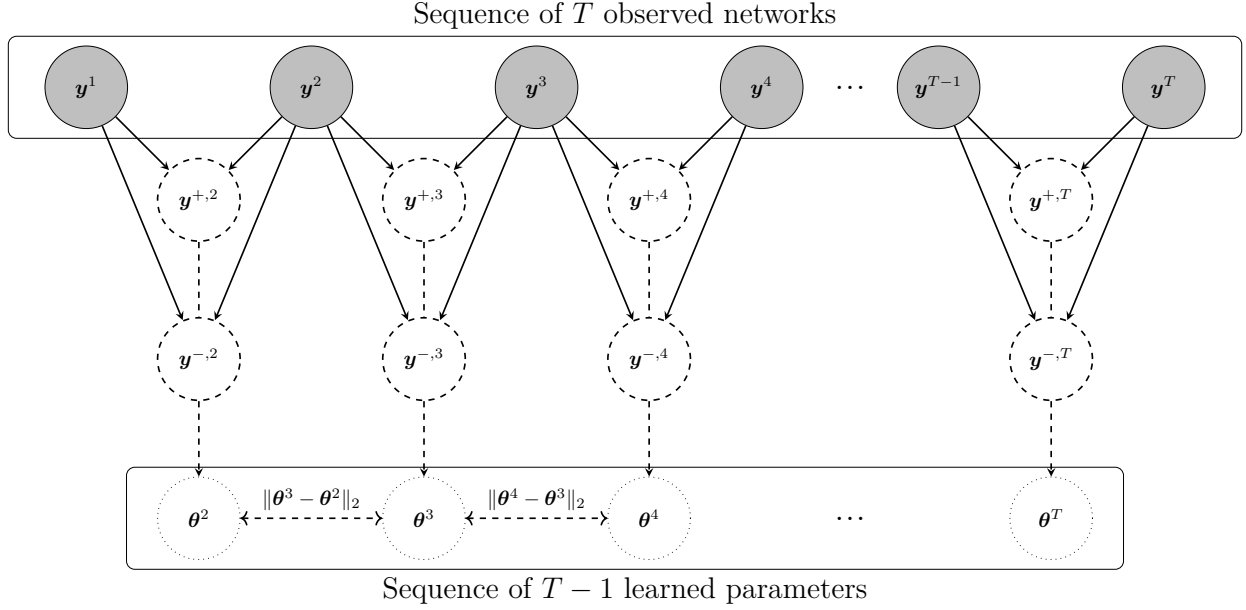 Sequence of T observed networks
y^1 y^2 y^3 y^4 ⋯ y^{T−1} y^T
y^{+,2} y^{+,3} y^{+,4} y^{+,T}
y^{−,2} y^{−,3} y^{−,4} y^{−,T}
‖θ^3 − θ^2‖_2 ‖θ^4 − θ^3‖_2
θ^2 θ^3 θ^4 ⋯ θ^T
Sequence of T − 1 learned parameters